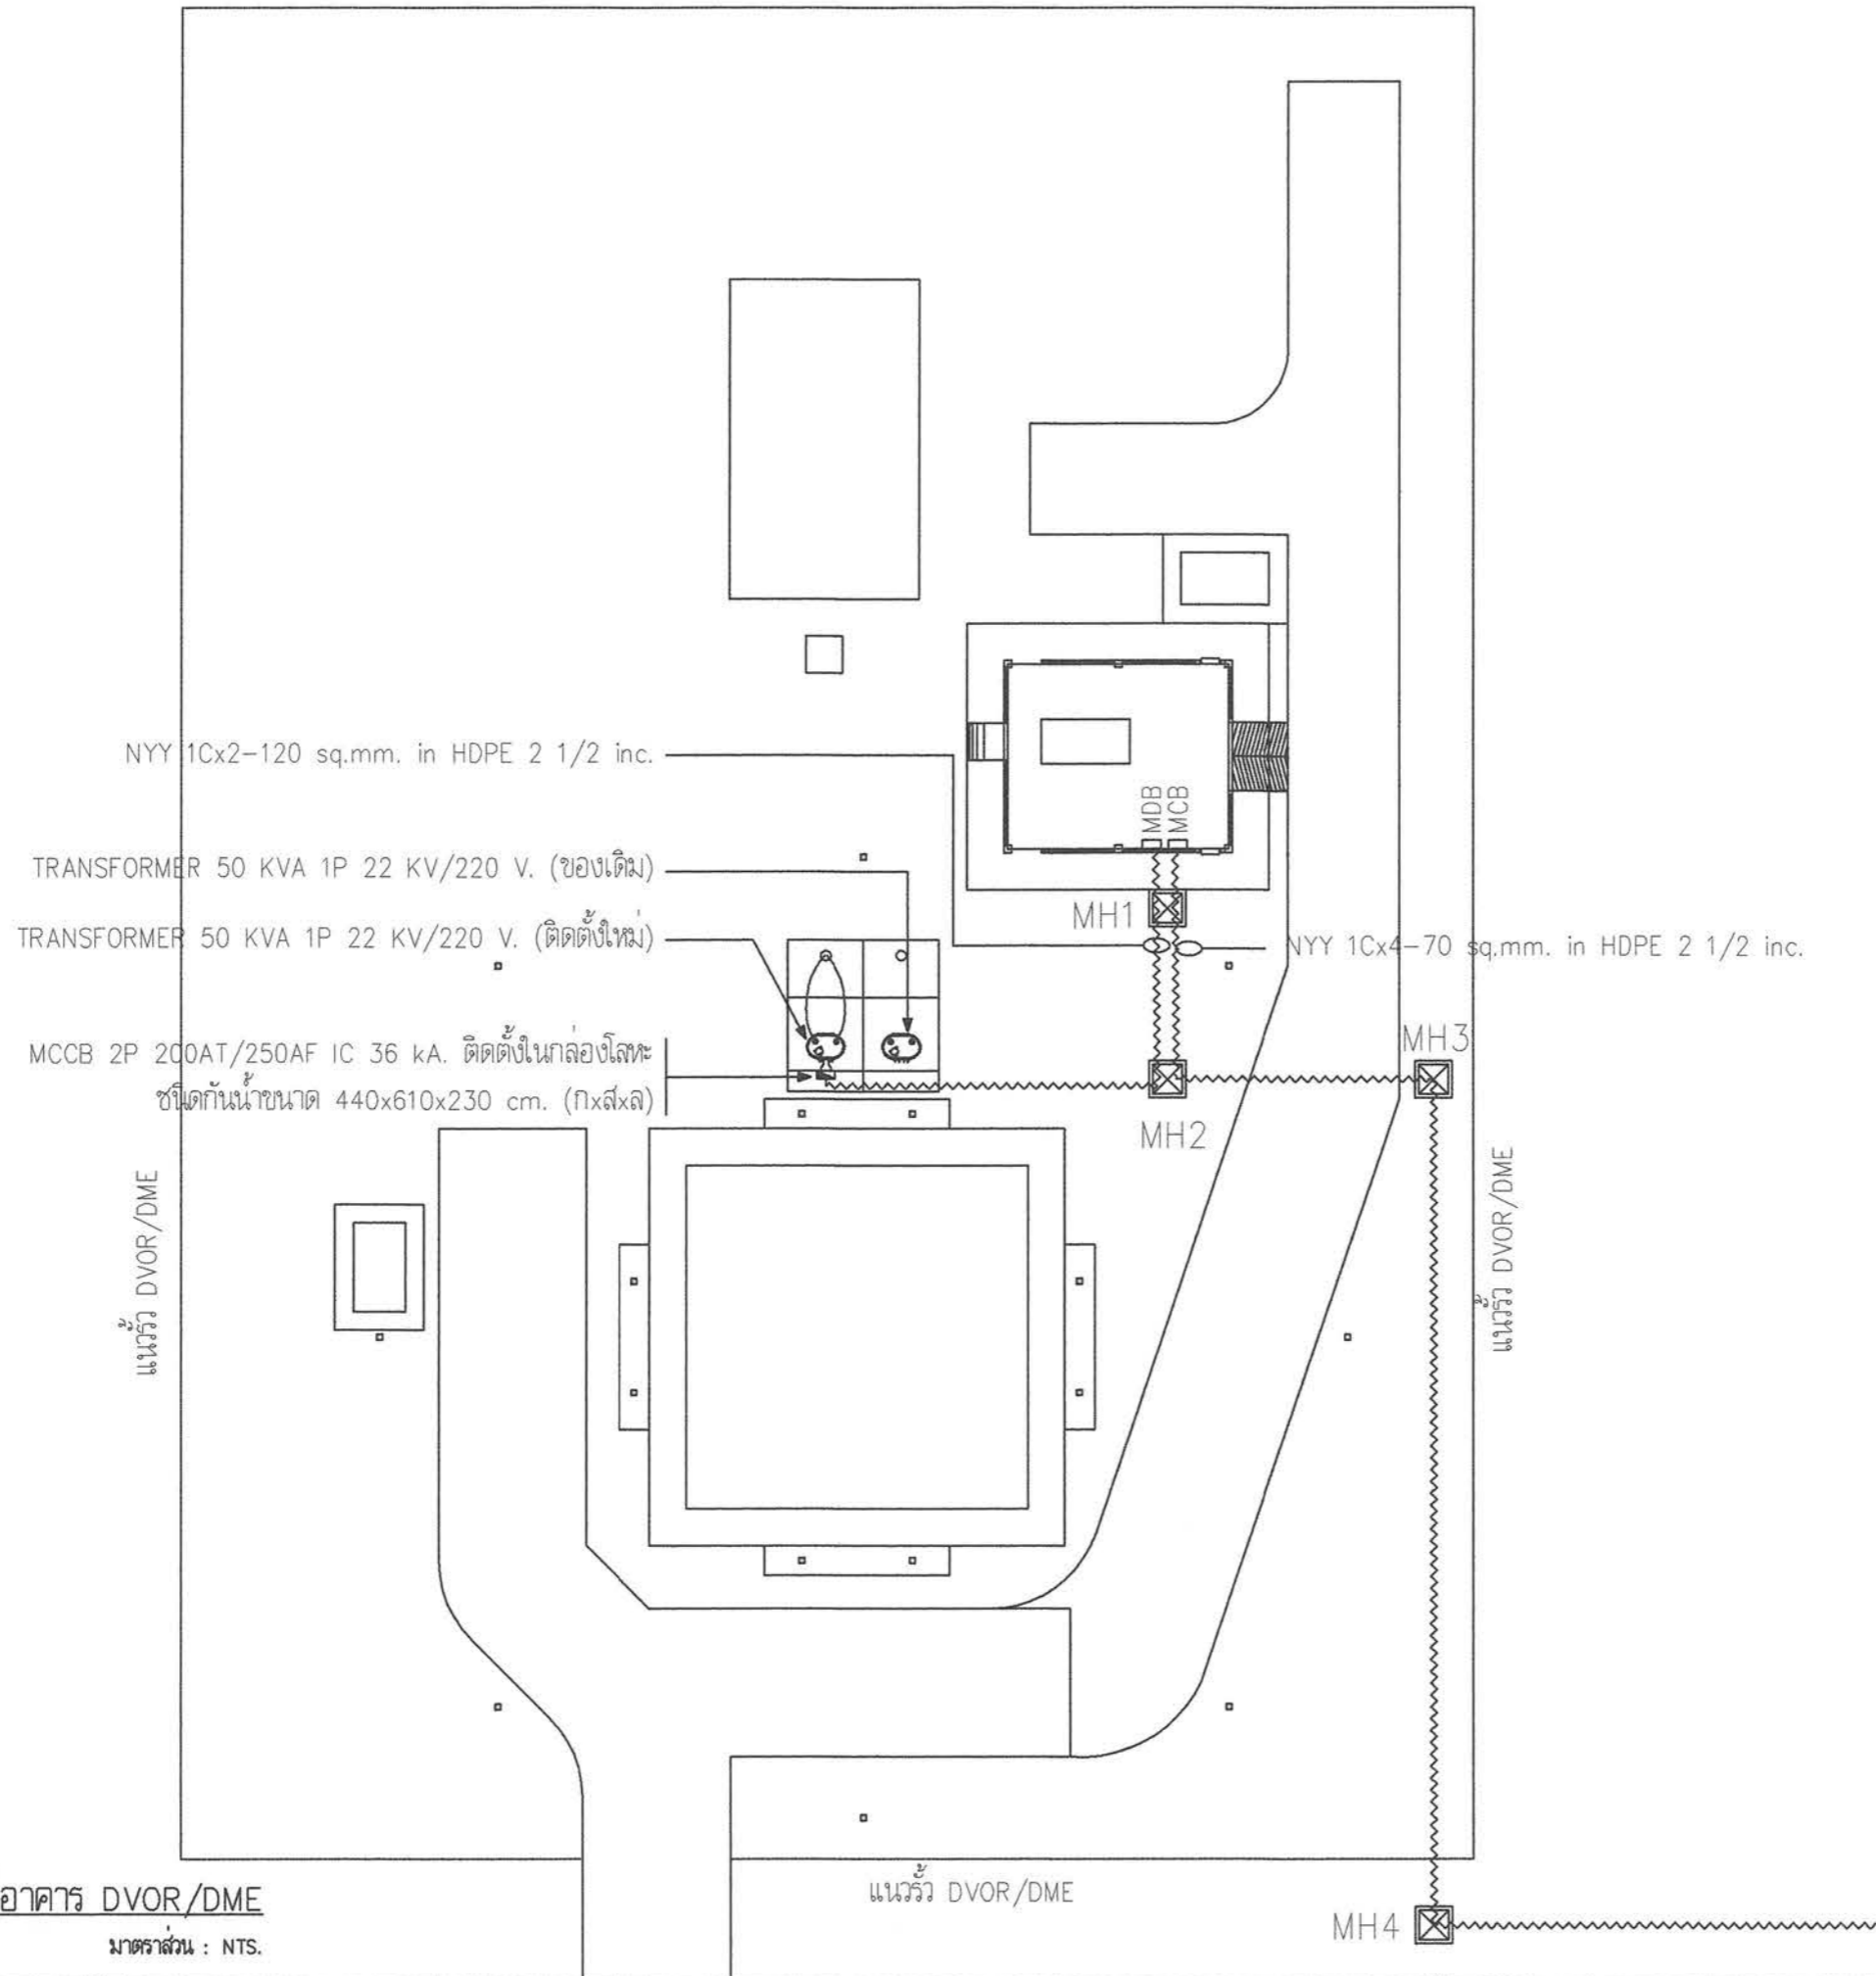 NYY 1Cx2-120 sq.mm. in HDPE 2 1/2 inc.
MDB
MCB
TRANSFORMER 50 KVA 1P 22 KV/220 V. (ของเดิม)
MH1
TRANSFORMER 50 KVA 1P 22 KV/220 V. (ติดตั้งใหม่)
NYY 1Cx4-70 sq.mm. in HDPE 2 1/2 inc.
MH3
MCCB 2P 200AT/250AF IC 36 kA. ติดตั้งในกล่องโลหะ
ชนิดกันน้ำขนาด 440x610x230 cm. (กxสxล)
MH2
แนวรั้ว DVOR/DME
แนวรั้ว DVOR/DME
แนวรั้ว DVOR/DME
อาคาร DVOR/DME
มาตราส่วน : NTS.
MH4